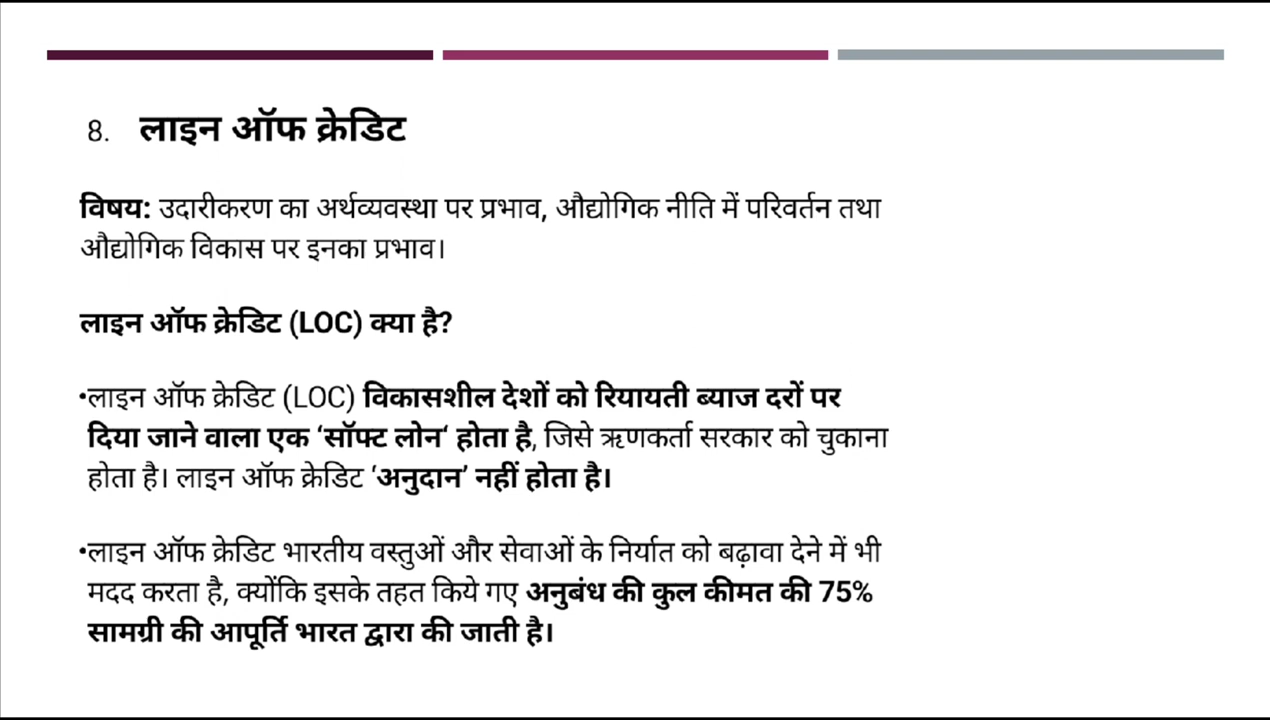 8. लाइन ऑफ क्रेडिट
विषय: उदारीकरण का अर्थव्यवस्था पर प्रभाव, औद्योगिक नीति में परिवर्तन तथा
औद्योगिक विकास पर इनका प्रभाव।
लाइन ऑफ क्रेडिट (LOC) क्या है?
•लाइन ऑफ क्रेडिट (LOC) विकासशील देशों को रियायती ब्याज दरों पर
दिया जाने वाला एक ‘सॉफ्ट लोन‘ होता है, जिसे ऋणकर्ता सरकार को चुकाना
होता है। लाइन ऑफ क्रेडिट ‘अनुदान’ नहीं होता है।
•लाइन ऑफ क्रेडिट भारतीय वस्तुओं और सेवाओं के निर्यात को बढ़ावा देने में भी
मदद करता है, क्योंकि इसके तहत किये गए अनुबंध की कुल कीमत की 75%
सामग्री की आपूर्ति भारत द्वारा की जाती है।